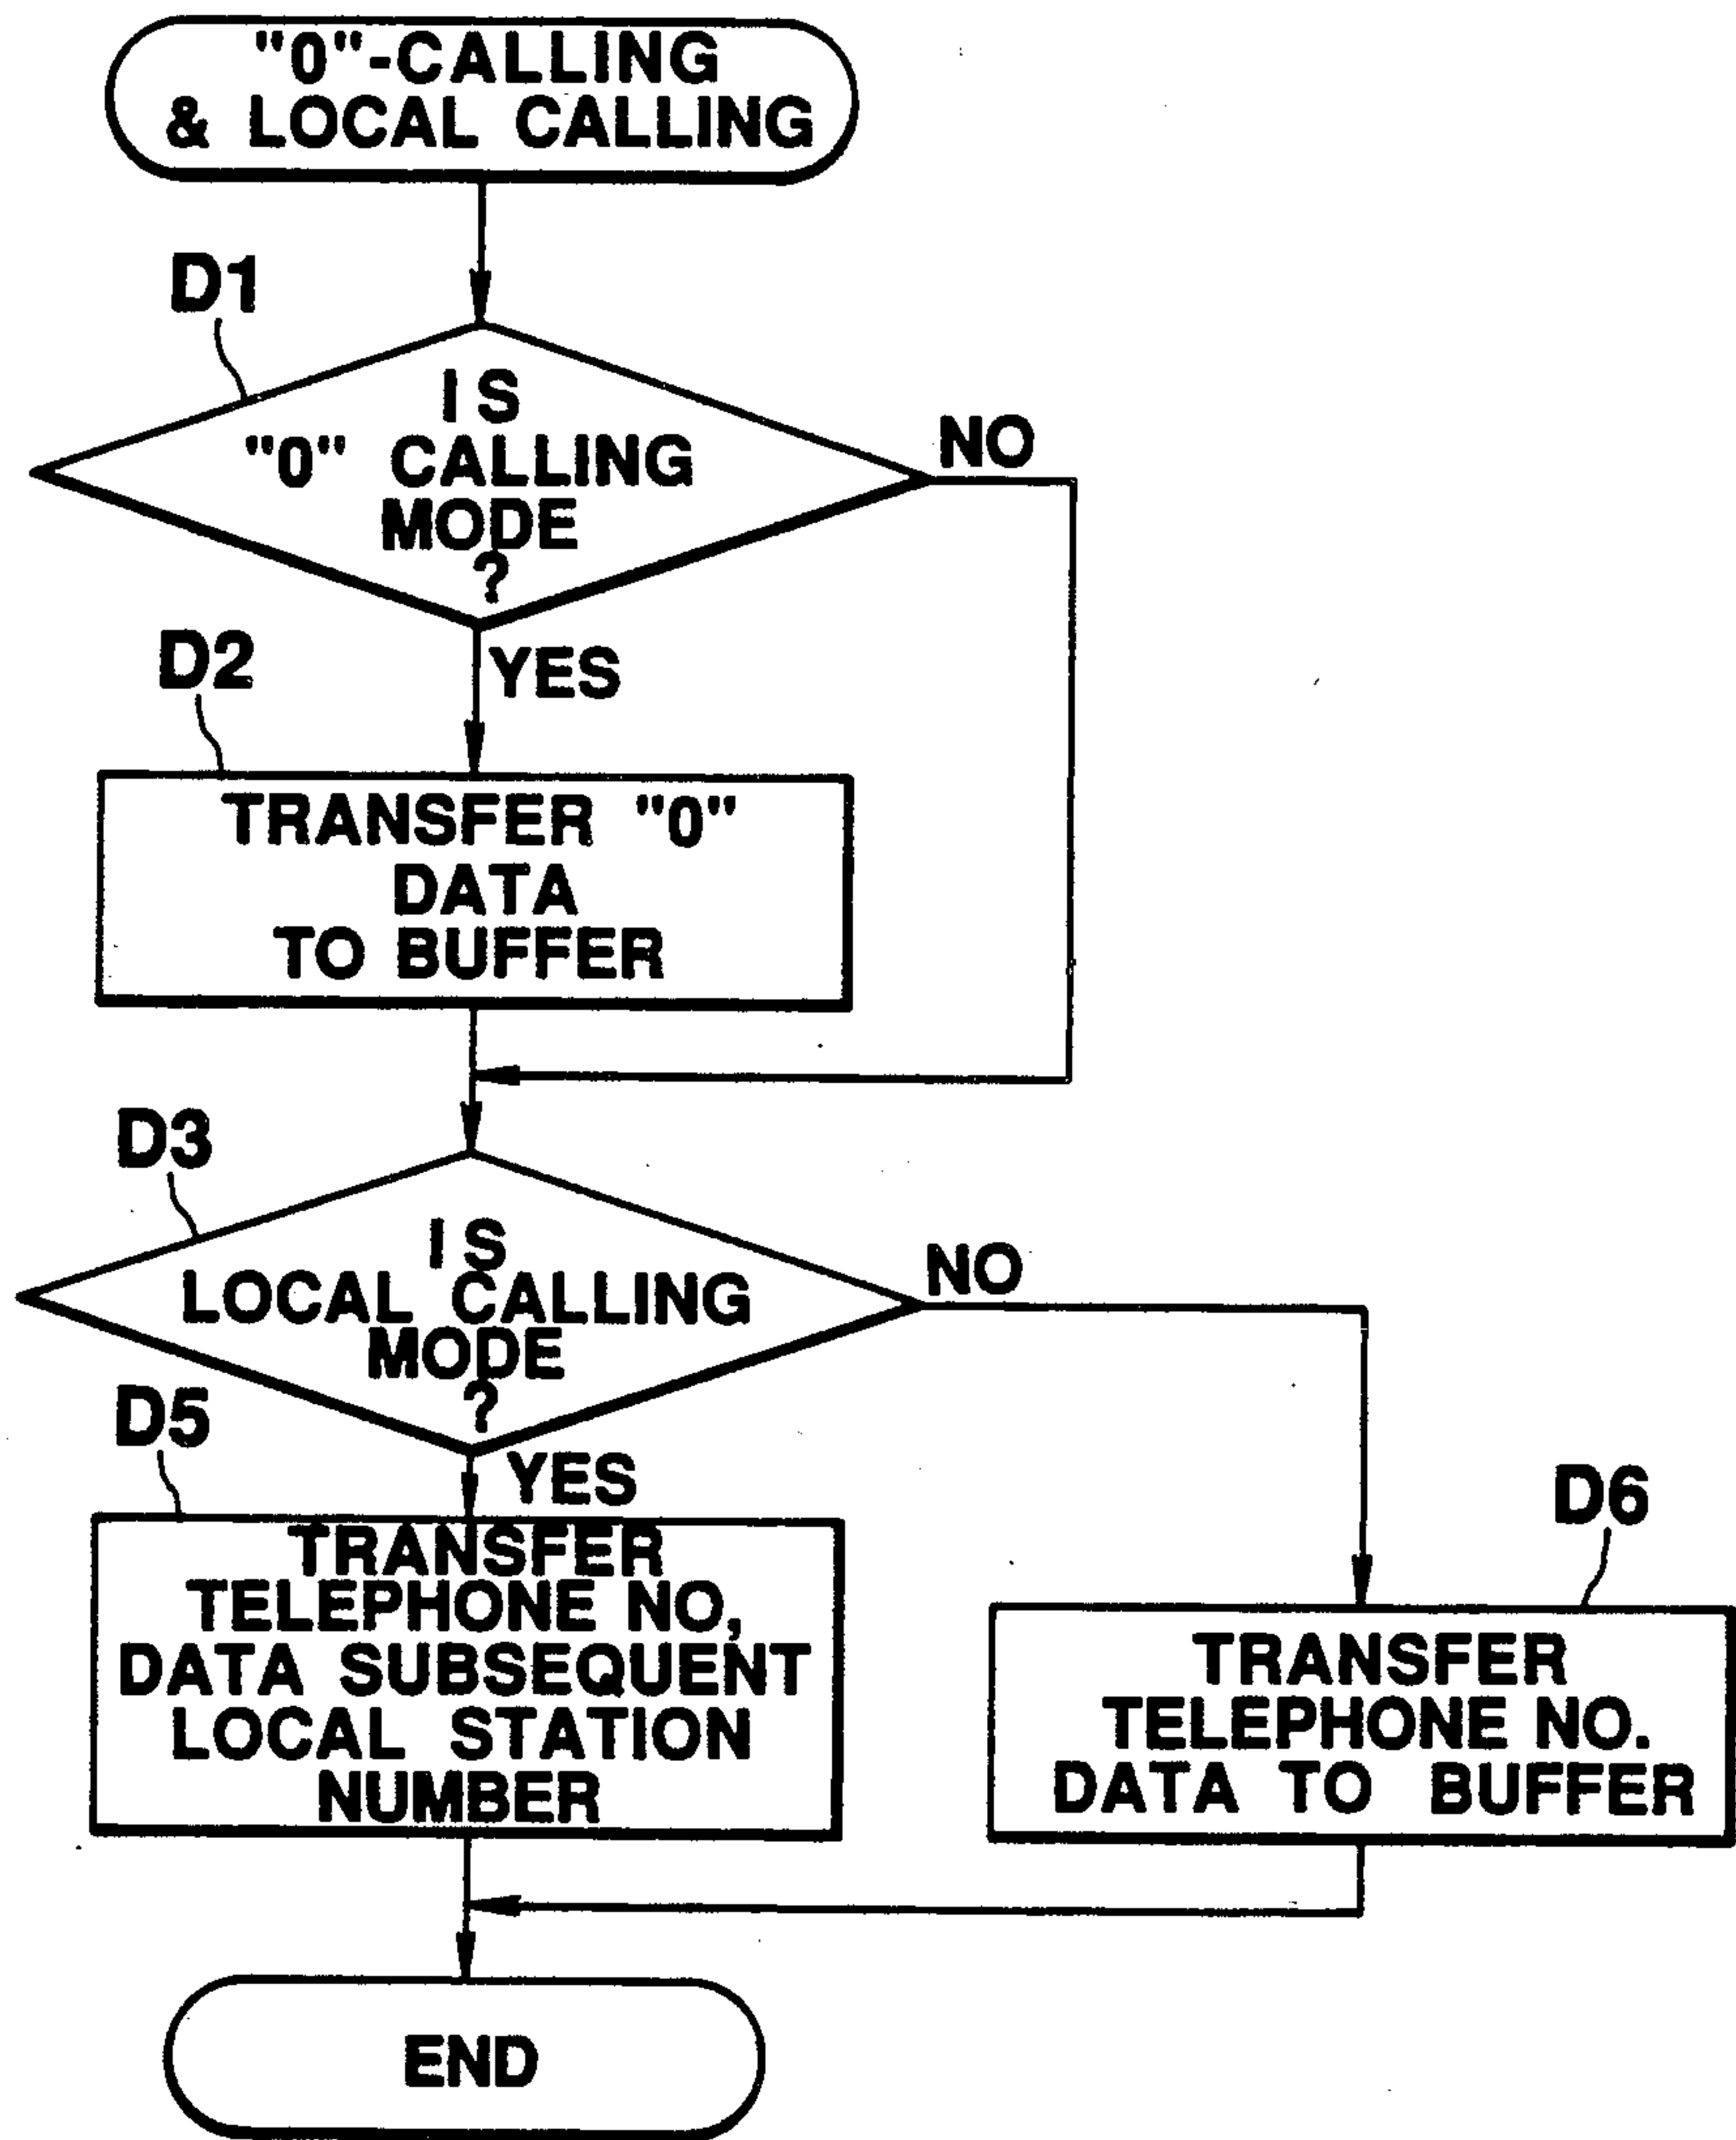 "0"-CALLING
& LOCAL CALLING
D1
IS
"0" CALLING
MODE
?
NO
YES
D2
TRANSFER "0"
DATA
TO BUFFER
D3
IS
LOCAL CALLING
MODE
?
NO
YES
D5
TRANSFER
TELEPHONE NO,
DATA SUBSEQUENT
LOCAL STATION
NUMBER
D6
TRANSFER
TELEPHONE NO.
DATA TO BUFFER
END